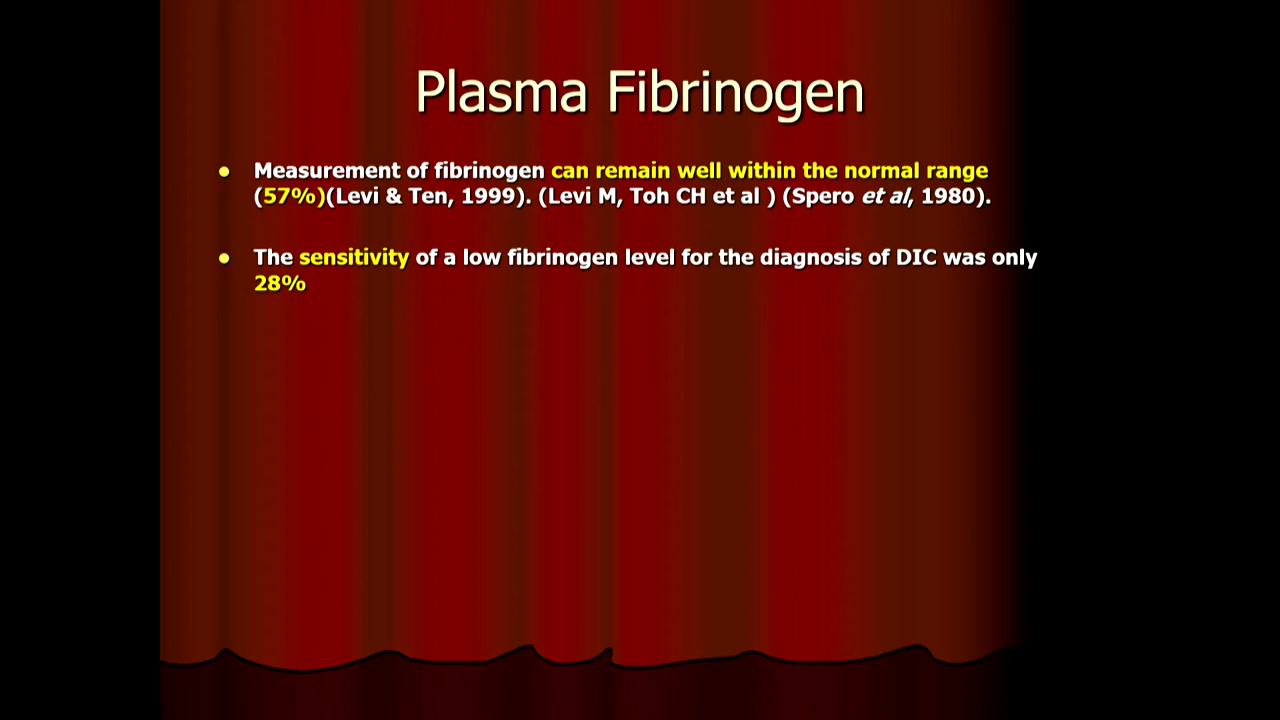 Plasma Fibrinogen
● Measurement of fibrinogen can remain well within the normal range
(57%)(Levi & Ten, 1999). (Levi M, Toh CH et al ) (Spero et al, 1980).
● The sensitivity of a low fibrinogen level for the diagnosis of DIC was only
28%